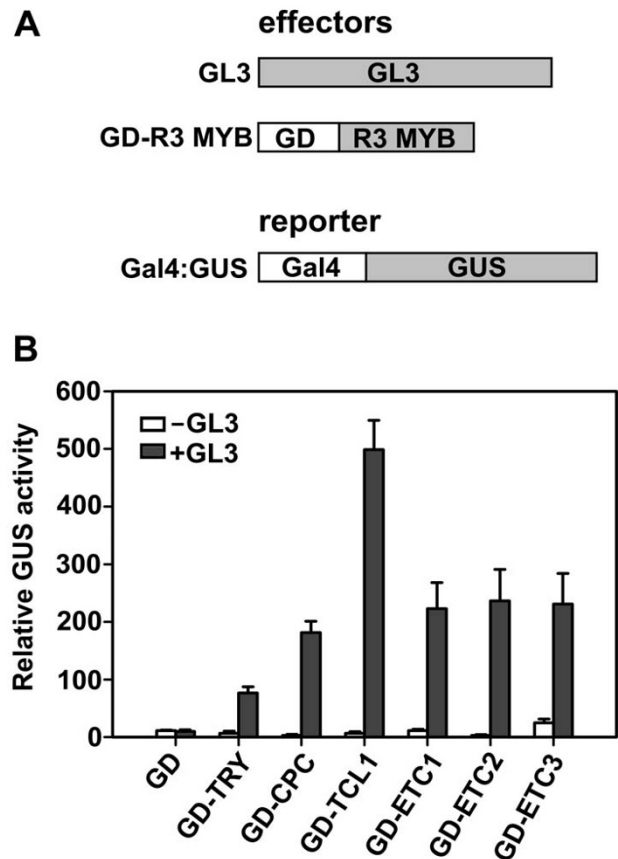 A
effectors
GL3 GL3
GD-R3 MYB GD R3 MYB
reporter
Gal4:GUS Gal4 GUS
B
Relative GUS activity
600
500
400
300
200
100
0
–GL3
+GL3
GD
GD-TRY
GD-CPC
GD-TCL1
GD-ETC1
GD-ETC2
GD-ETC3